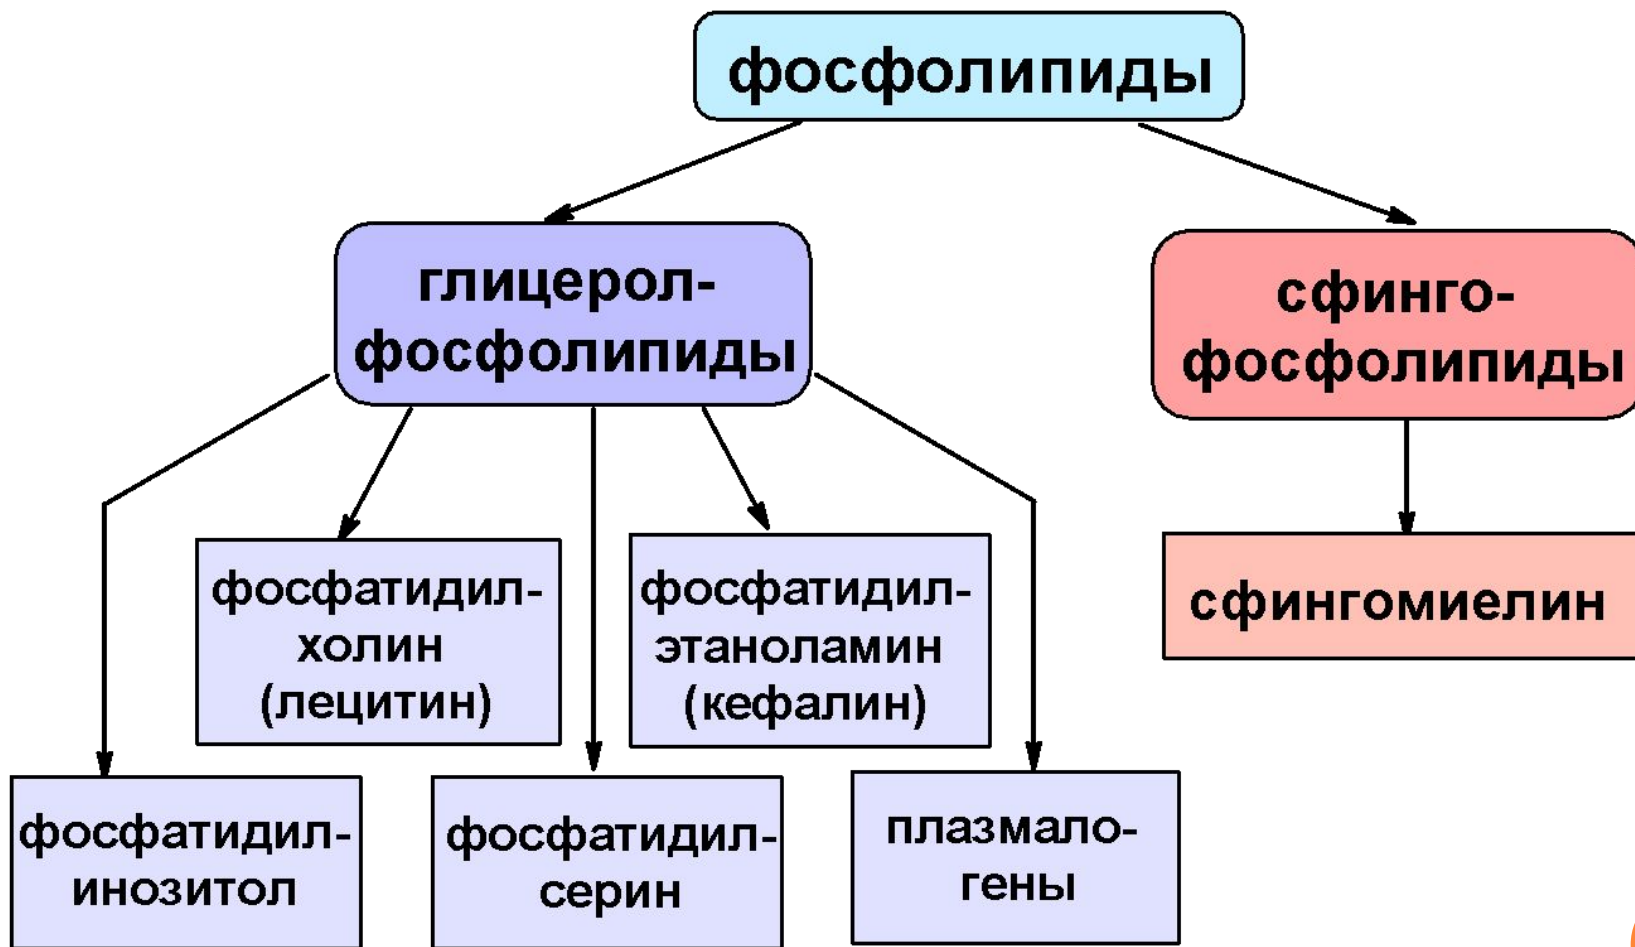 фосфолипиды
глицерол-
фосфолипиды
сфинго-
фосфолипиды
фосфатидил-
холин
(лецитин)
фосфатидил-
этаноламин
(кефалин)
сфингомиелин
фосфатидил-
инозитол
фосфатидил-
серин
плазмало-
гены